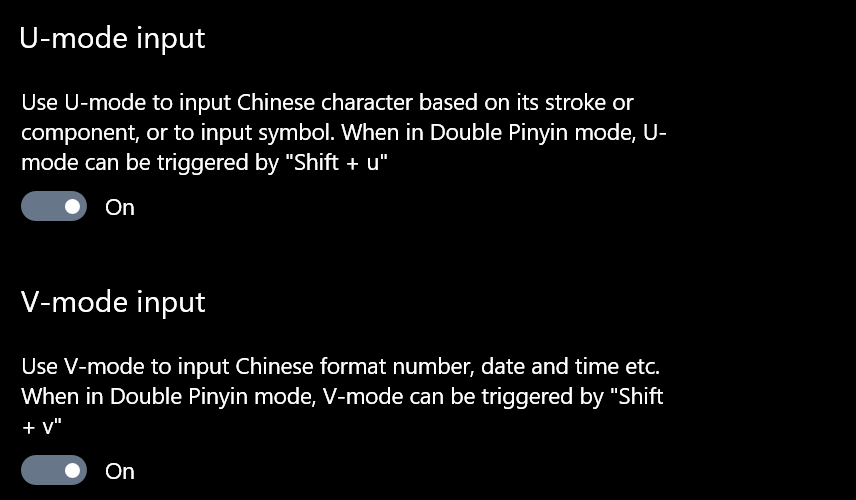 U-mode input
Use U-mode to input Chinese character based on its stroke or
component, or to input symbol. When in Double Pinyin mode, U-
mode can be triggered by "Shift + u"
On
V-mode input
Use V-mode to input Chinese format number, date and time etc.
When in Double Pinyin mode, V-mode can be triggered by "Shift
+ v"
On